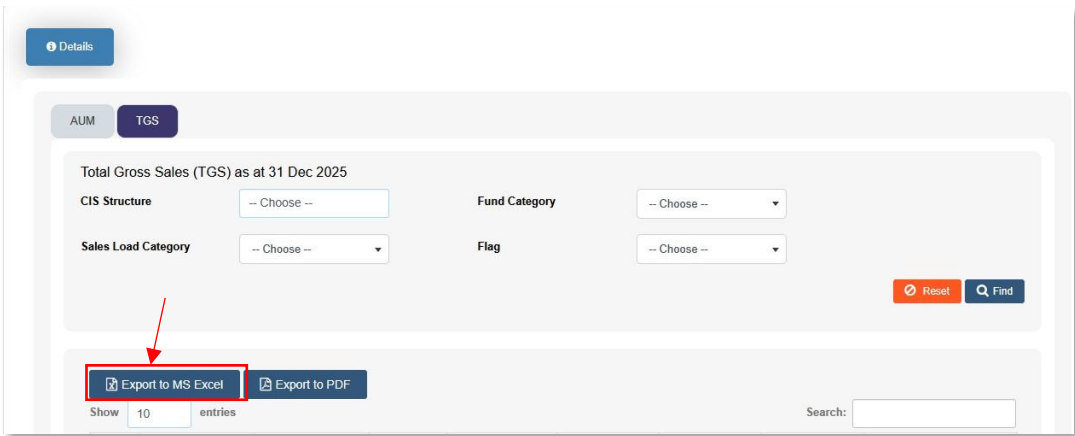 Details
AUM TGS
Total Gross Sales (TGS) as at 31 Dec 2025
CIS Structure -- Choose -- Fund Category -- Choose --
Sales Load Category -- Choose -- Flag -- Choose --
Reset Find
Export to MS Excel Export to PDF
Show 10 entries Search: